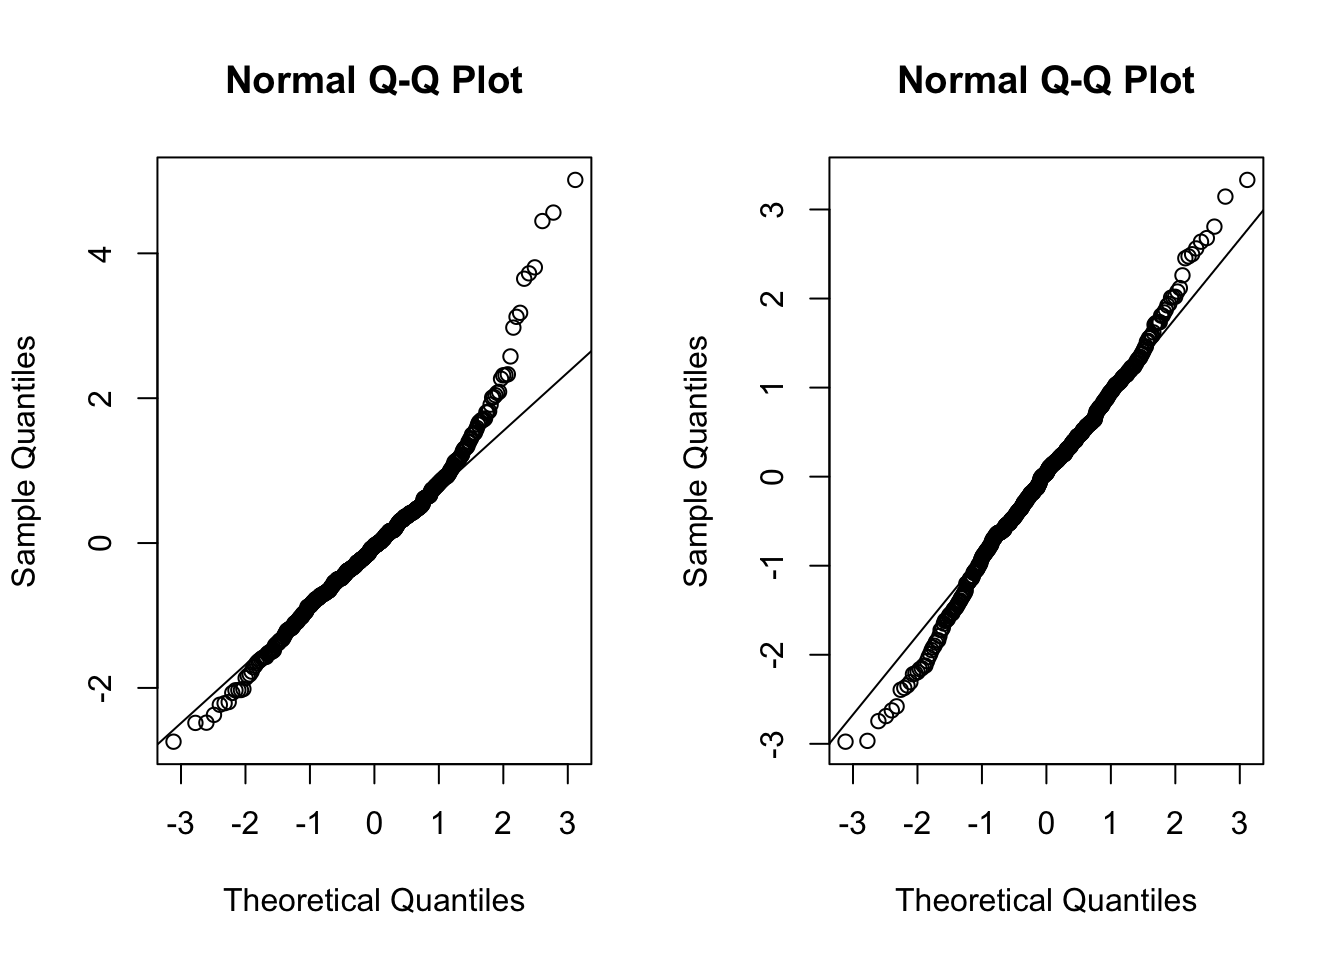 Normal Q-Q Plot
Sample Quantiles
4
2
0
-2
-3 -2 -1 0 1 2 3
Theoretical Quantiles
Normal Q-Q Plot
Sample Quantiles
3
2
1
0
-1
-2
-3
-3 -2 -1 0 1 2 3
Theoretical Quantiles